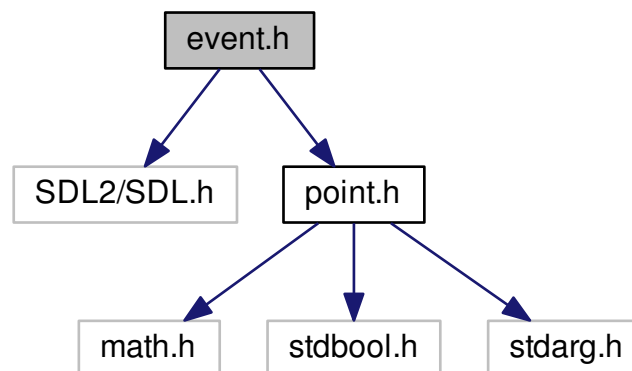 event.h
SDL2/SDL.h
point.h
math.h
stdbool.h
stdarg.h